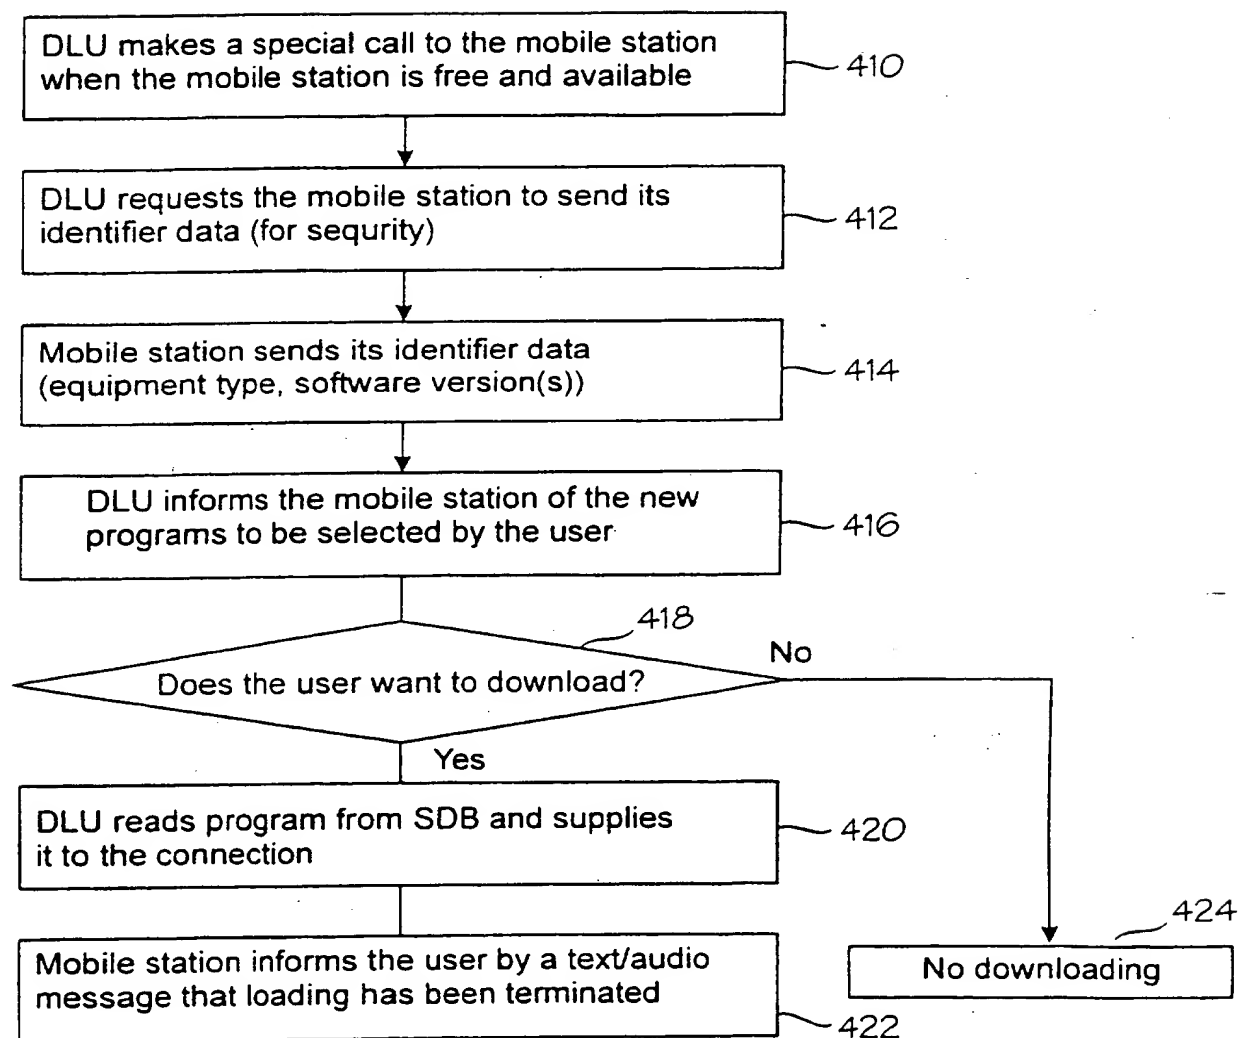 DLU makes a special call to the mobile station
when the mobile station is free and available
410
DLU requests the mobile station to send its
identifier data (for sequrity)
412
Mobile station sends its identifier data
(equipment type, software version(s))
414
DLU informs the mobile station of the new
programs to be selected by the user
416
418
Does the user want to download?
No
Yes
DLU reads program from SDB and supplies
it to the connection
420
Mobile station informs the user by a text/audio
message that loading has been terminated
422
424
No downloading